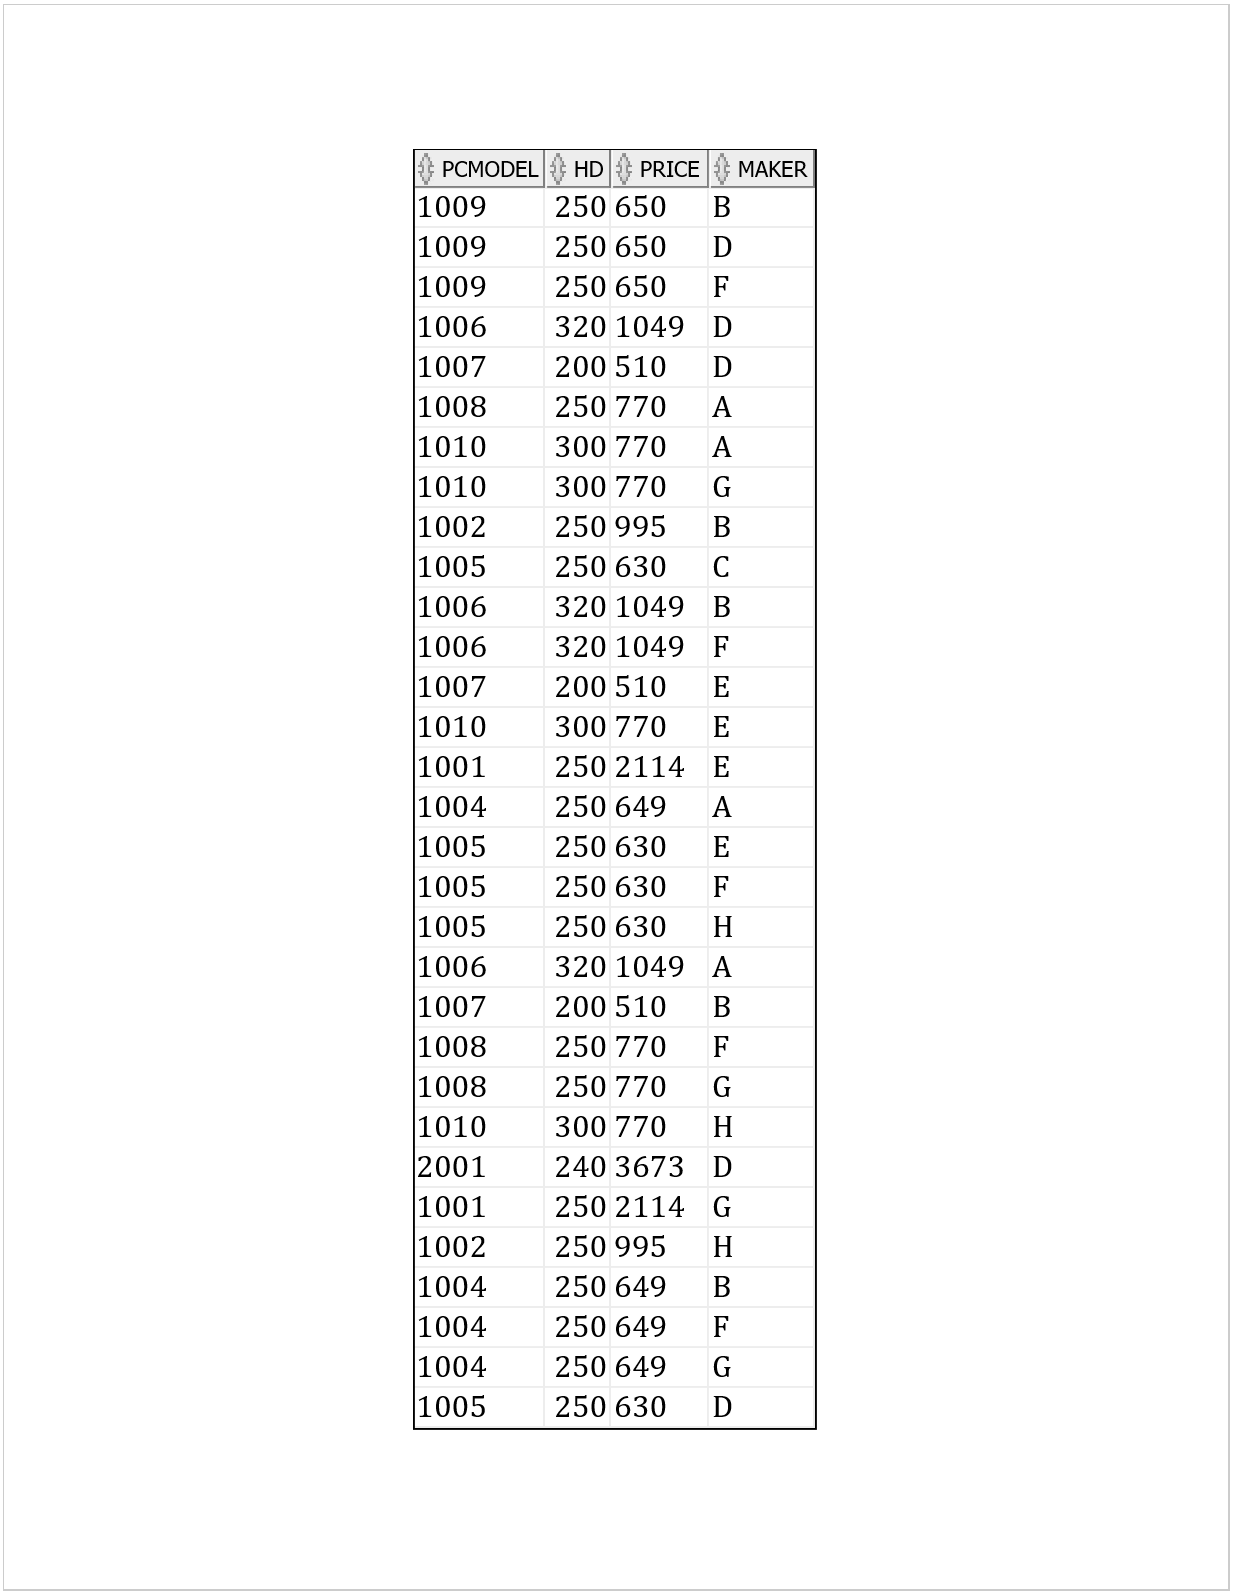 PCMODEL HD PRICE MAKER
1009 250 650 B
1009 250 650 D
1009 250 650 F
1006 320 1049 D
1007 200 510 D
1008 250 770 A
1010 300 770 A
1010 300 770 G
1002 250 995 B
1005 250 630 C
1006 320 1049 B
1006 320 1049 F
1007 200 510 E
1010 300 770 E
1001 250 2114 E
1004 250 649 A
1005 250 630 E
1005 250 630 F
1005 250 630 H
1006 320 1049 A
1007 200 510 B
1008 250 770 F
1008 250 770 G
1010 300 770 H
2001 240 3673 D
1001 250 2114 G
1002 250 995 H
1004 250 649 B
1004 250 649 F
1004 250 649 G
1005 250 630 D